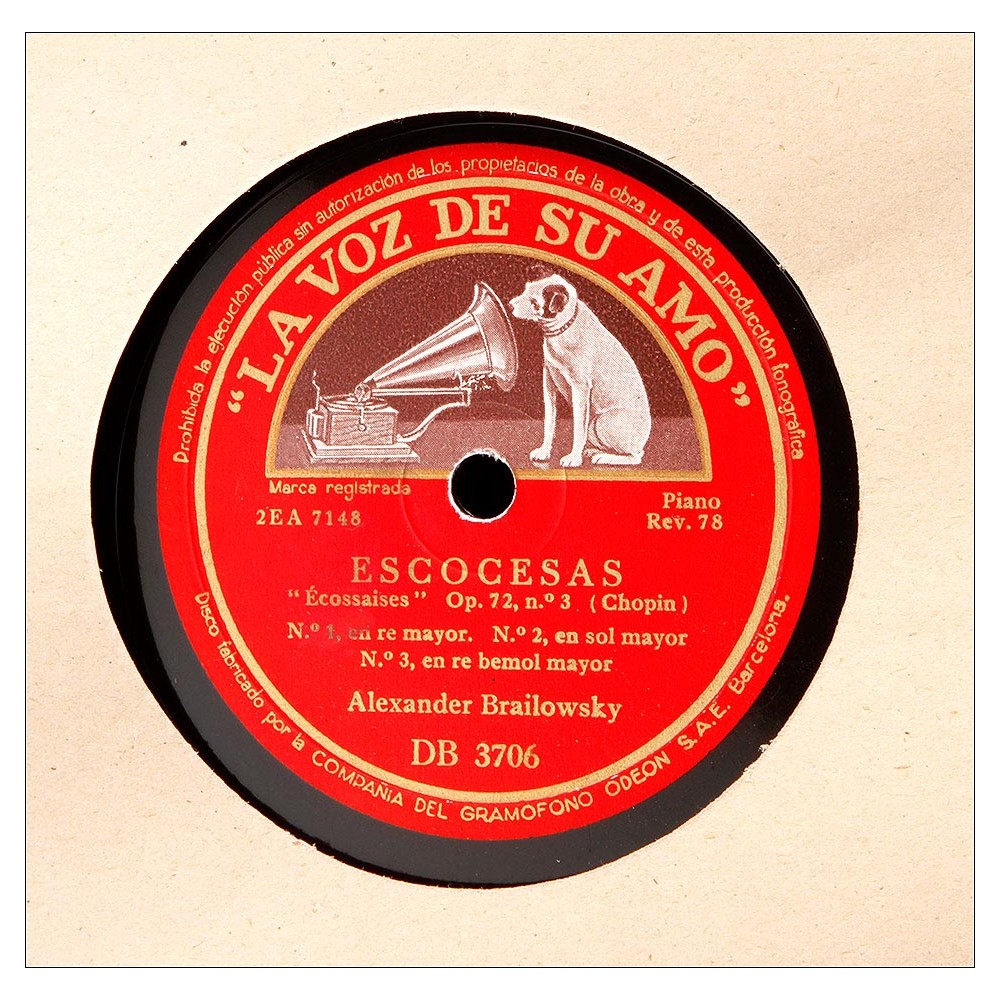 Prohibida la ejecución pública sin autorización de los propietarios de la obra y de esta producción fonográfica
“LA VOZ DE SU AMO”
Marca registrada
2EA 7148
Piano
Rev. 78
ESCOCESAS
“Écossaises” Op. 72, n.º 3 (Chopin)
N.º 1, en re mayor. N.º 2, en sol mayor
N.º 3, en re bemol mayor
Alexander Brailowsky
DB 3706
Disco fabricado por la COMPAÑIA DEL GRAMÓFONO ODEON S.A.E. Barcelona.